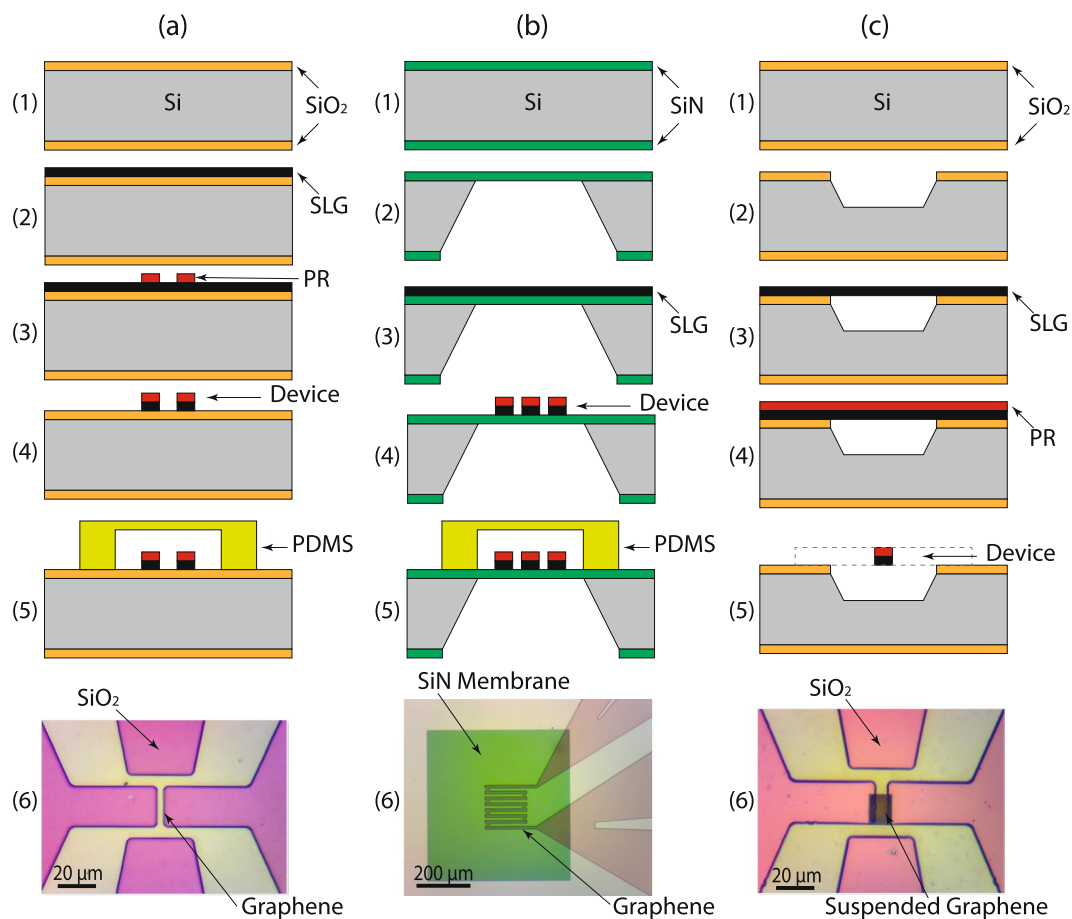 (a)
(b)
(c)
(1)
Si
SiO₂
(1)
SiN
(1)
Si
SiO₂
(2)
SLG
(2)
(2)
PR
(3)
(3)
SLG
(3)
SLG
Device
(4)
Device
(4)
(4)
PR
PDMS
(5)
PDMS
(5)
Device
(5)
SiO₂
(6)
20 μm
Graphene
SiN Membrane
(6)
200 μm
Graphene
SiO₂
(6)
20 μm
Suspended Graphene